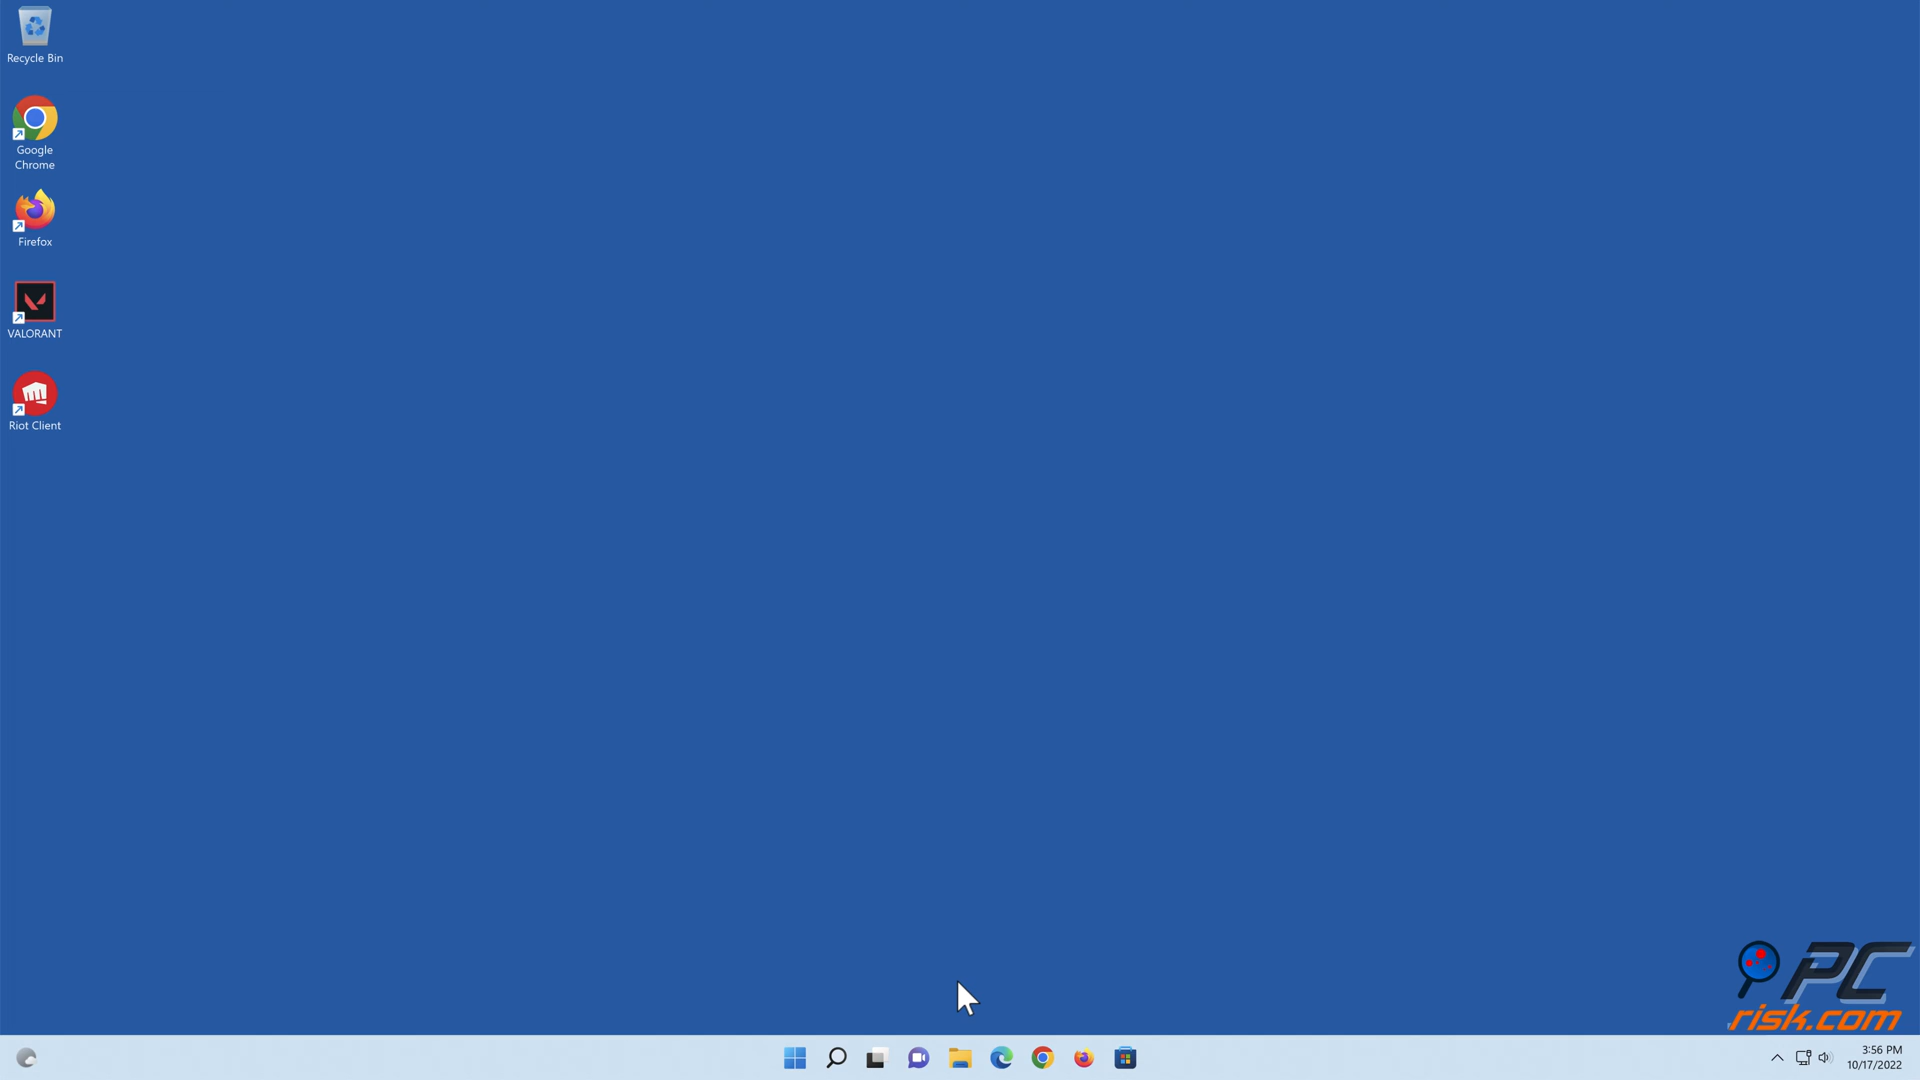 Recycle Bin
Google
Chrome
Firefox
VALORANT
Riot Client
PC
risk.com
3:56 PM
10/17/2022